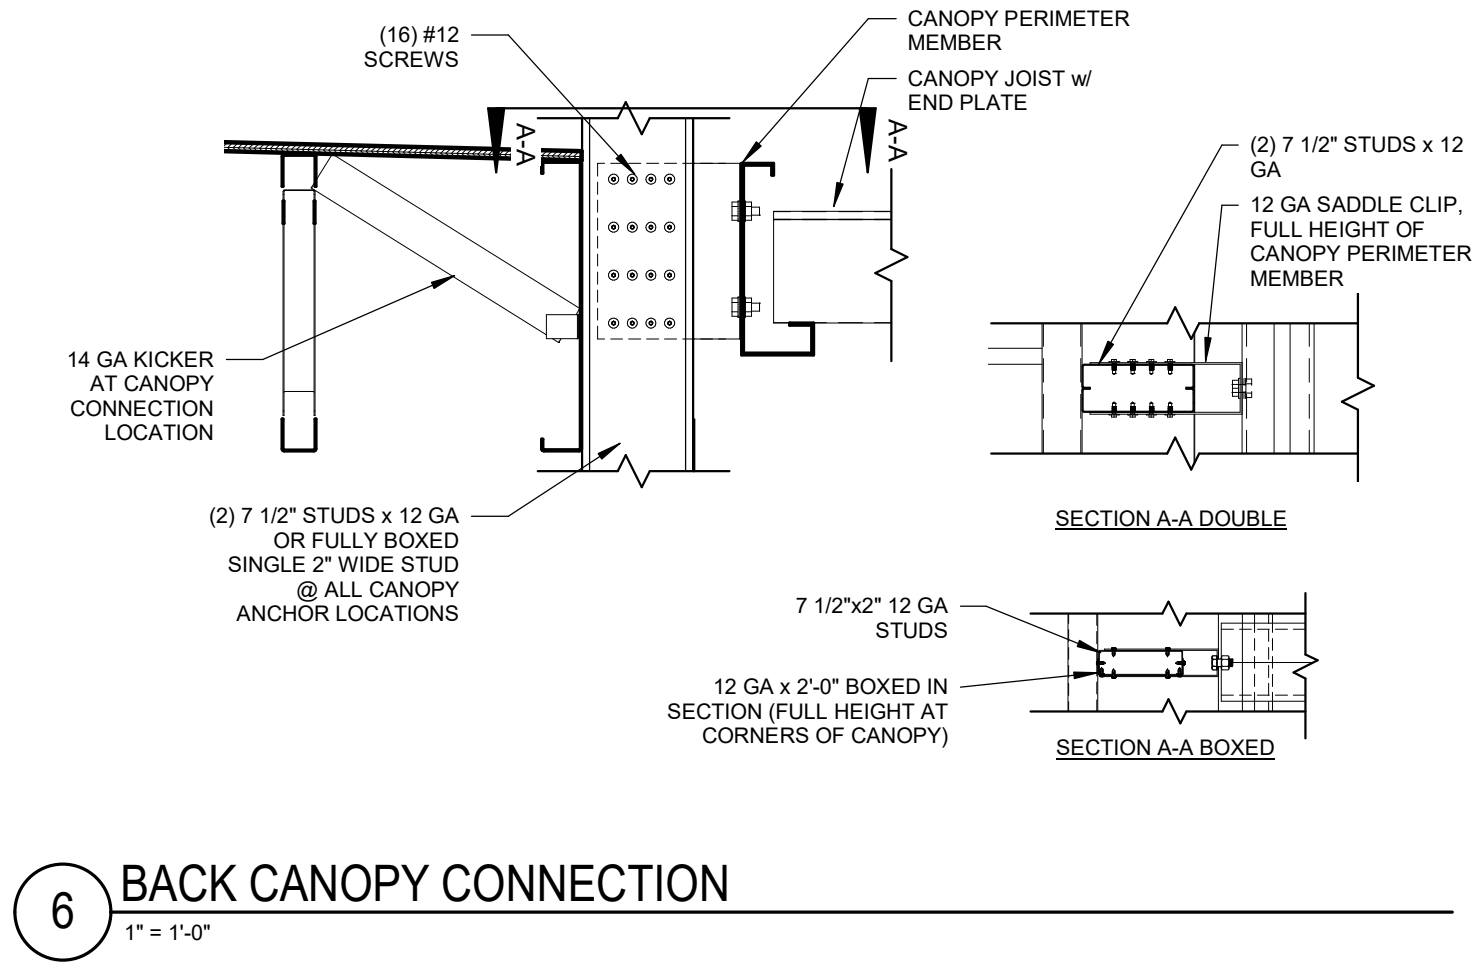 (16) #12
SCREWS
CANOPY PERIMETER
MEMBER
CANOPY JOIST w/
END PLATE
A-A
A-A
(2) 7 1/2" STUDS x 12
GA
12 GA SADDLE CLIP,
FULL HEIGHT OF
CANOPY PERIMETER
MEMBER
14 GA KICKER
AT CANOPY
CONNECTION
LOCATION
(2) 7 1/2" STUDS x 12 GA
OR FULLY BOXED
SINGLE 2" WIDE STUD
@ ALL CANOPY
ANCHOR LOCATIONS
SECTION A-A DOUBLE
7 1/2"x2" 12 GA
STUDS
12 GA x 2'-0" BOXED IN
SECTION (FULL HEIGHT AT
CORNERS OF CANOPY)
SECTION A-A BOXED
6
BACK CANOPY CONNECTION
1" = 1'-0"